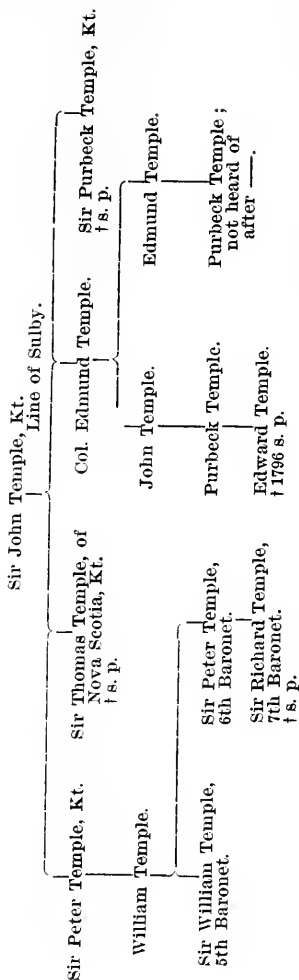 Sir John Temple, Kt.
Line of Sulby.
Sir Peter Temple, Kt.
Sir Thomas Temple, of
Nova Scotia, Kt.
† s. p.
Col. Edmund Temple.
Sir Purbeck Temple, Kt.
† s. p.
William Temple.
John Temple.
Edmund Temple.
Sir William Temple,
5th Baronet.
Sir Peter Temple,
6th Baronet.
Purbeck Temple.
Purbeck Temple ;
not heard of
after —.
Sir Richard Temple,
7th Baronet.
† s. p.
Edward Temple.
† 1796 s. p.